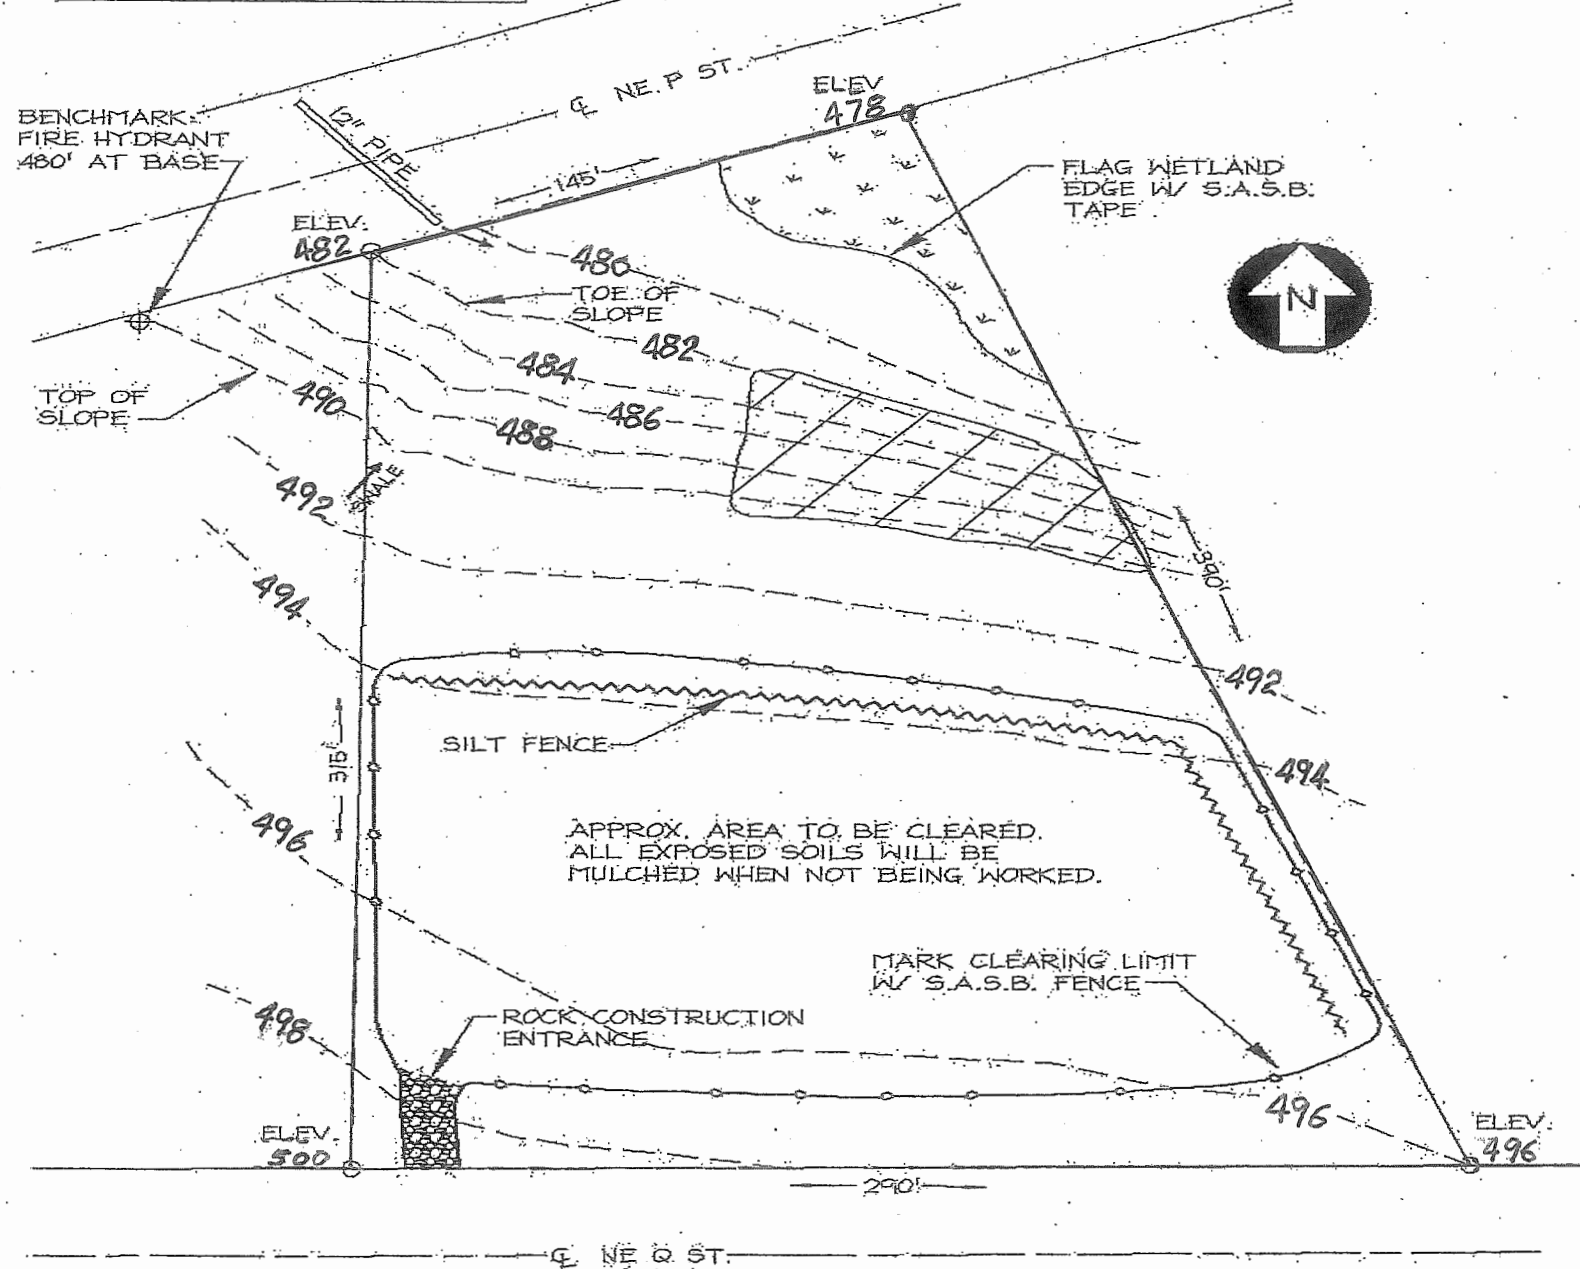 ℄ NE. P ST.
ELEV
478
BENCHMARK:
FIRE HYDRANT
480' AT BASE
12" PIPE
145'
FLAG WETLAND
EDGE W/ S.A.S.B.
TAPE
ELEV.
482
480
TOE OF
SLOPE
N
482
484
TOP OF
SLOPE
490
486
488
SWALE
492
390'
494
492
SILT FENCE
315'
494
496
APPROX. AREA TO BE CLEARED.
ALL EXPOSED SOILS WILL BE
MULCHED WHEN NOT BEING WORKED.
MARK CLEARING LIMIT
W/ S.A.S.B. FENCE
498
ROCK CONSTRUCTION
ENTRANCE
496
ELEV.
500
ELEV.
496
290'
℄ NE Q ST.